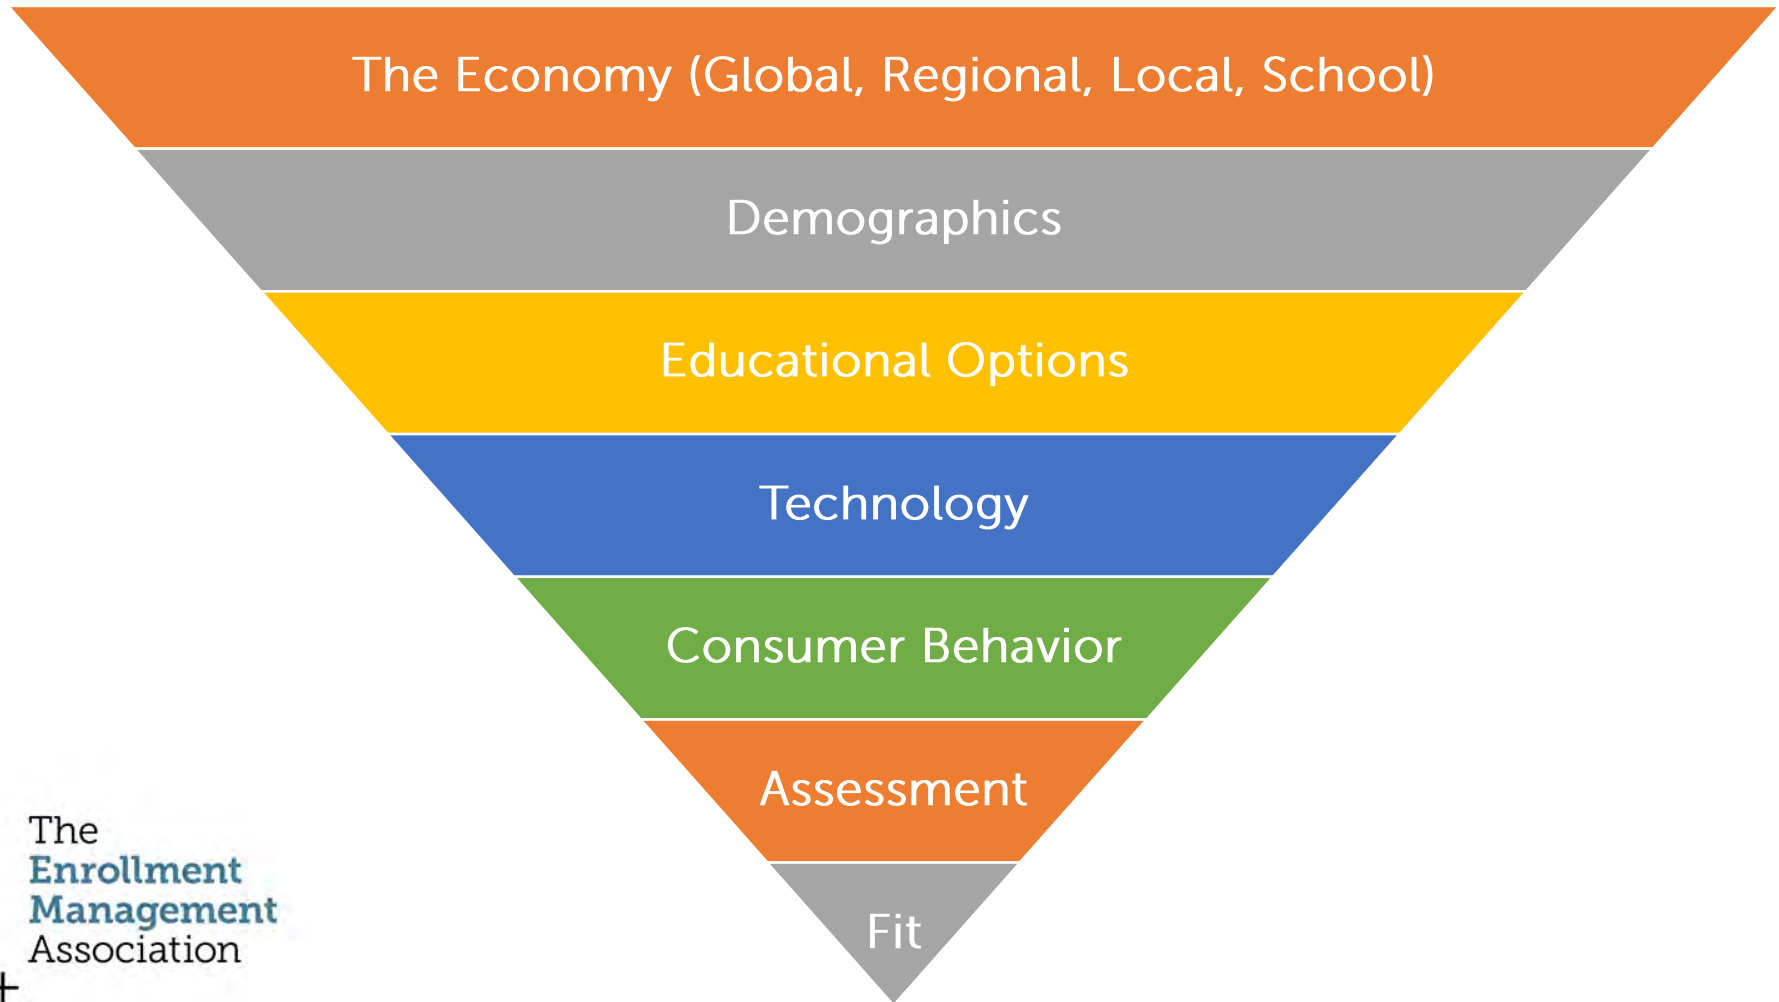 The Economy (Global, Regional, Local, School)
Demographics
Educational Options
Technology
Consumer Behavior
Assessment
Fit
The
Enrollment
Management
Association
+